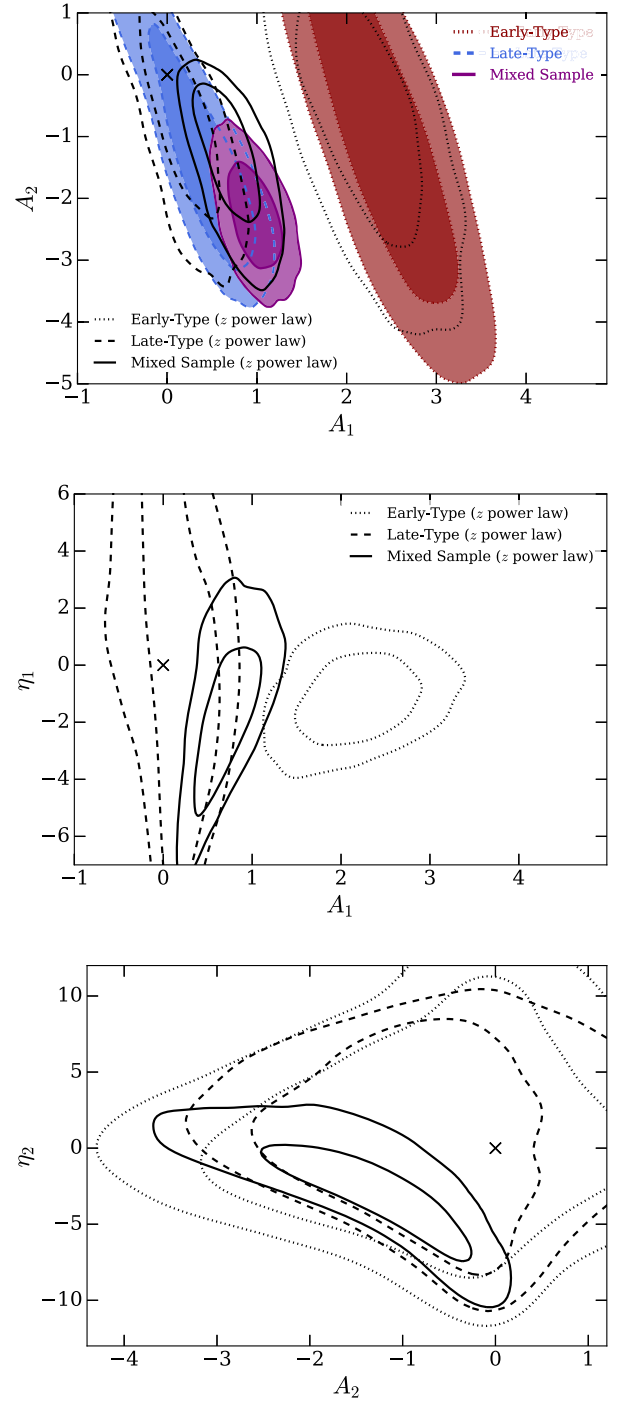 1
0
−1
−2
−3
−4
−5
A2
Early-Type
Late-Type
Mixed Sample
Early-Type (z power law)
Late-Type (z power law)
Mixed Sample (z power law)
−1 0 1 2 3 4
A1
6
4
2
0
−2
−4
−6
η1
Early-Type (z power law)
Late-Type (z power law)
Mixed Sample (z power law)
−1 0 1 2 3 4
A1
10
5
0
−5
−10
η2
−4 −3 −2 −1 0 1
A2